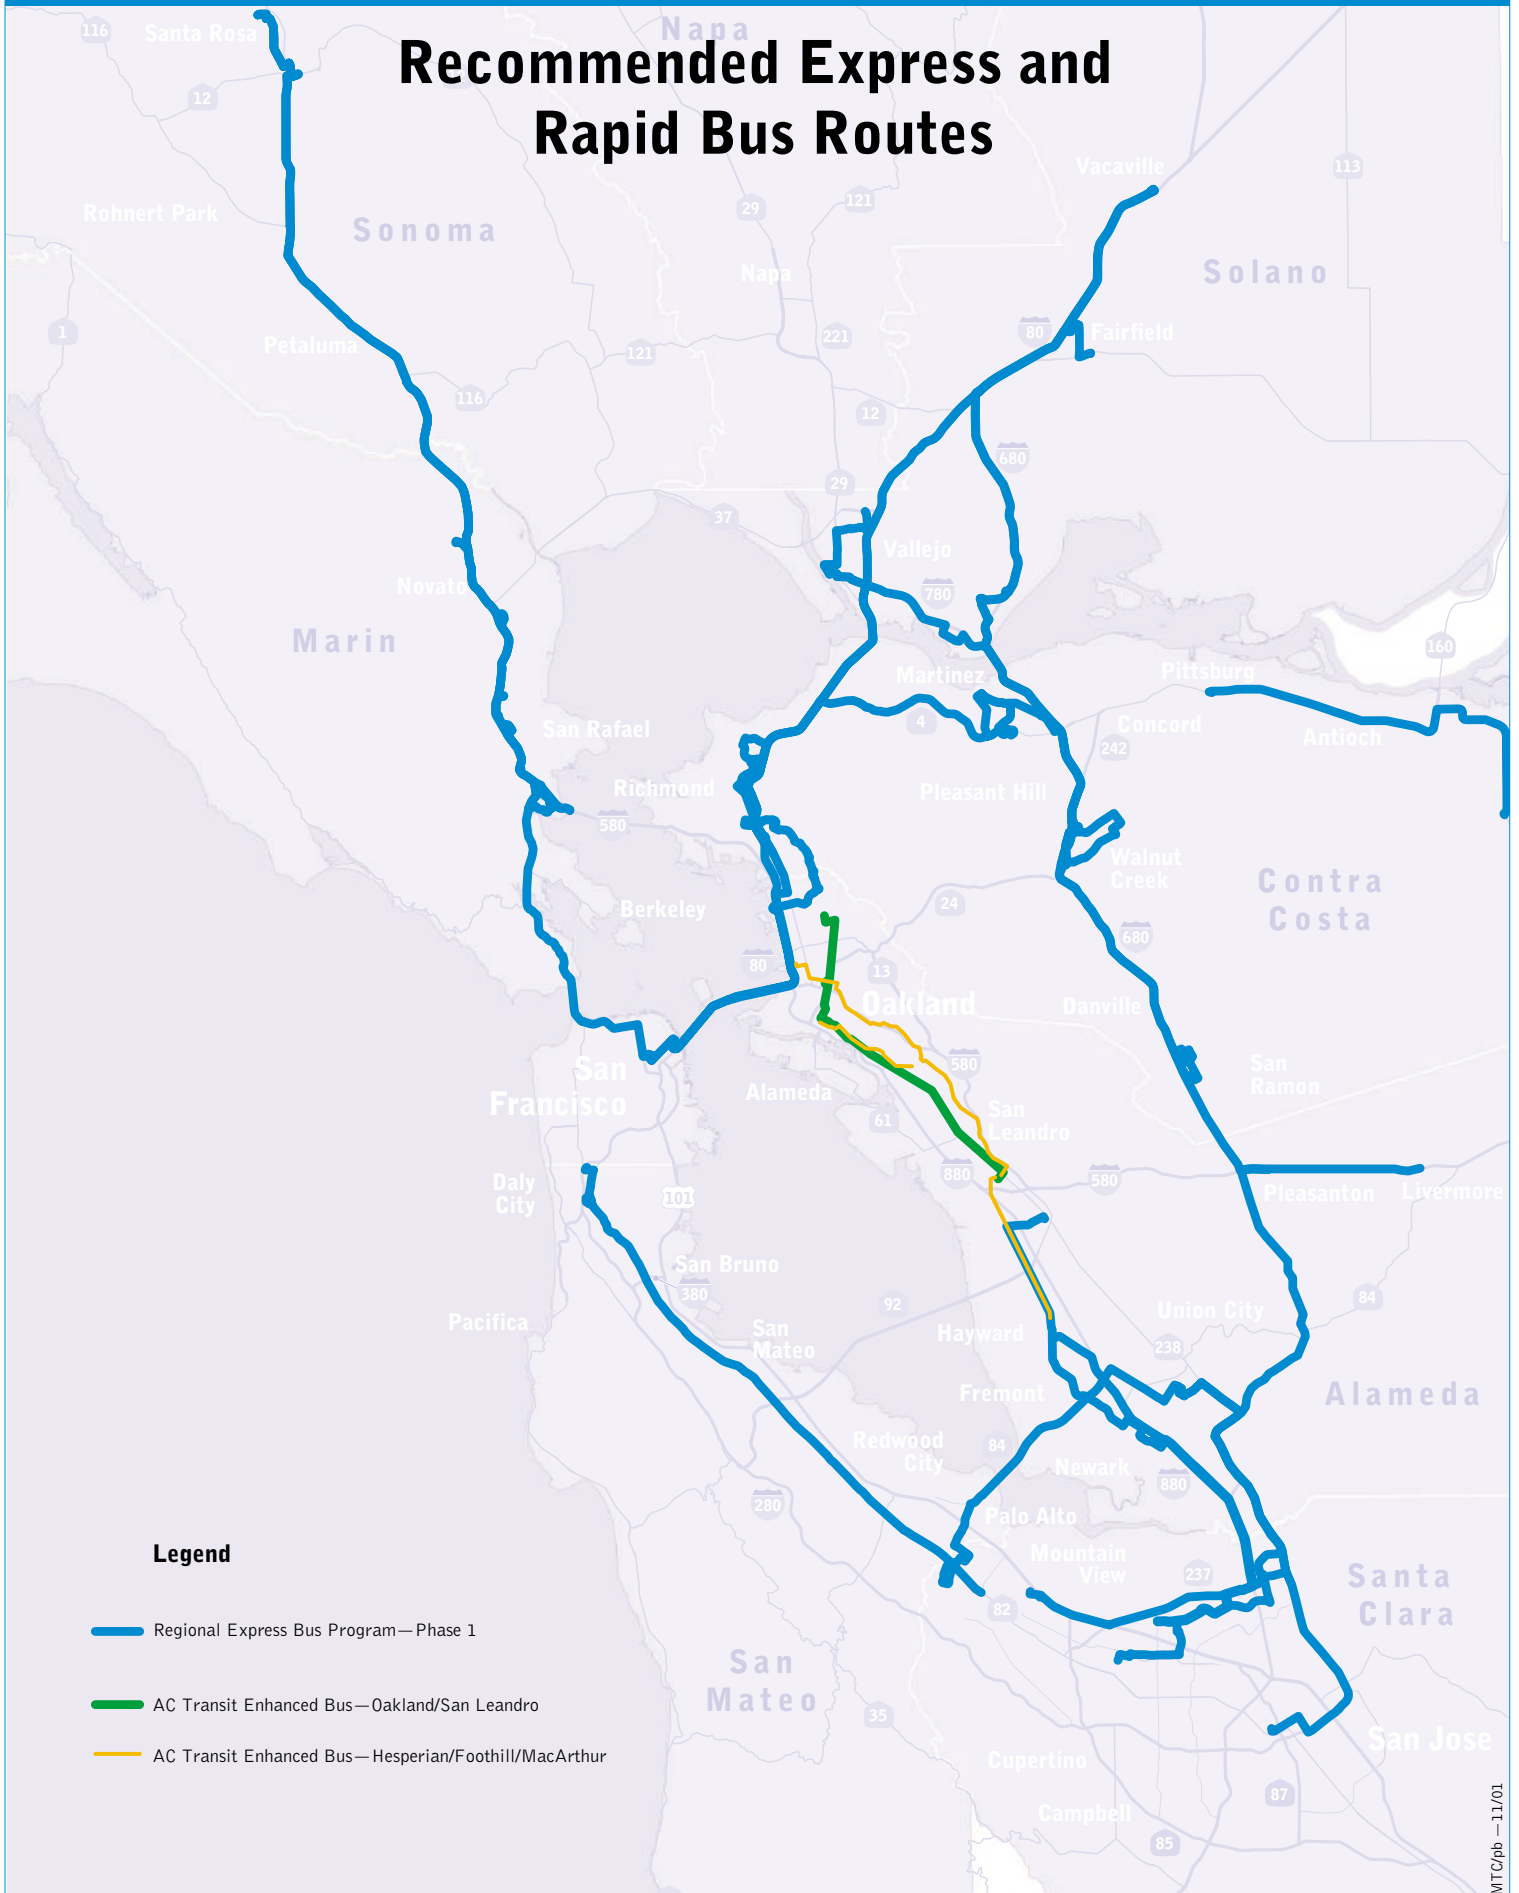 Recommended Express and
Rapid Bus Routes
116
Santa Rosa
Napa
12
Vacaville
113
Rohnert Park
Sonoma
29
121
Napa
Solano
1
Petaluma
121
221
80
Fairfield
116
12
680
29
37
Vallejo
Novato
780
Marin
160
Martinez
Pittsburg
San Rafael
4
Concord
242
Antioch
Richmond
Pleasant Hill
580
Walnut
Creek
Contra
Costa
24
Berkeley
680
80
13
Oakland
Danville
San
Francisco
580
San
Ramon
Alameda
61
San
Leandro
880
580
Daly
City
101
Pleasanton
Livermore
San Bruno
380
92
84
Union City
Pacifica
San
Mateo
Hayward
238
Fremont
Alameda
Redwood
City
84
Newark
880
280
Palo Alto
Mountain
View
237
Santa
Clara
82
San
Mateo
35
San Jose
Cupertino
87
Campbell
85
Legend
Regional Express Bus Program—Phase 1
AC Transit Enhanced Bus—Oakland/San Leandro
AC Transit Enhanced Bus—Hesperian/Foothill/MacArthur
MTC/pb —11/01